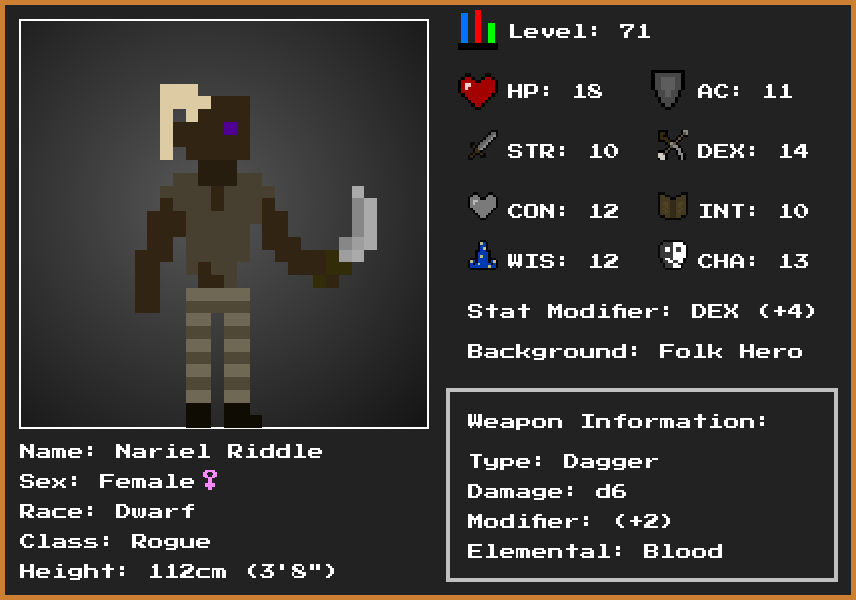 Level: 71
HP: 18
AC: 11
STR: 10
DEX: 14
CON: 12
INT: 10
WIS: 12
CHA: 13
Stat Modifier: DEX (+4)
Background: Folk Hero
Weapon Information:
Type: Dagger
Damage: d6
Modifier: (+2)
Elemental: Blood
Name: Nariel Riddle
Sex: Female♀
Race: Dwarf
Class: Rogue
Height: 112cm (3'8")